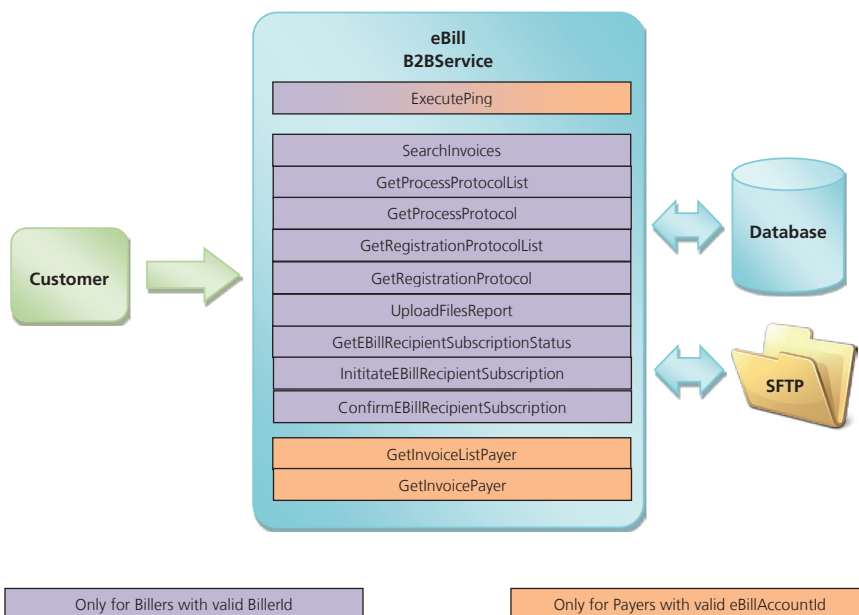 eBill
B2BService
ExecutePing
SearchInvoices
GetProcessProtocolList
GetProcessProtocol
GetRegistrationProtocolList
GetRegistrationProtocol
UploadFilesReport
GetEBillRecipientSubscriptionStatus
InititateEBillRecipientSubscription
ConfirmEBillRecipientSubscription
GetInvoiceListPayer
GetInvoicePayer
Customer
Database
SFTP
Only for Billers with valid BillerId
Only for Payers with valid eBillAccountId